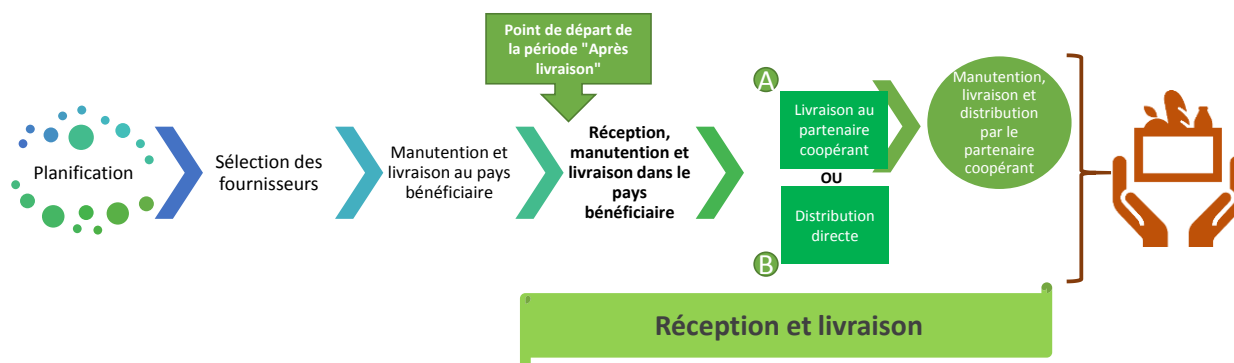 Point de départ de
la période "Après
livraison"
Planification
Sélection des
fournisseurs
Manutention et
livraison au pays
bénéficiaire
Réception,
manutention et
livraison dans le
pays
bénéficiaire
A
Livraison au
partenaire
coopérant
OU
Distribution
directe
B
Manutention,
livraison et
distribution
par le
partenaire
coopérant
Réception et livraison